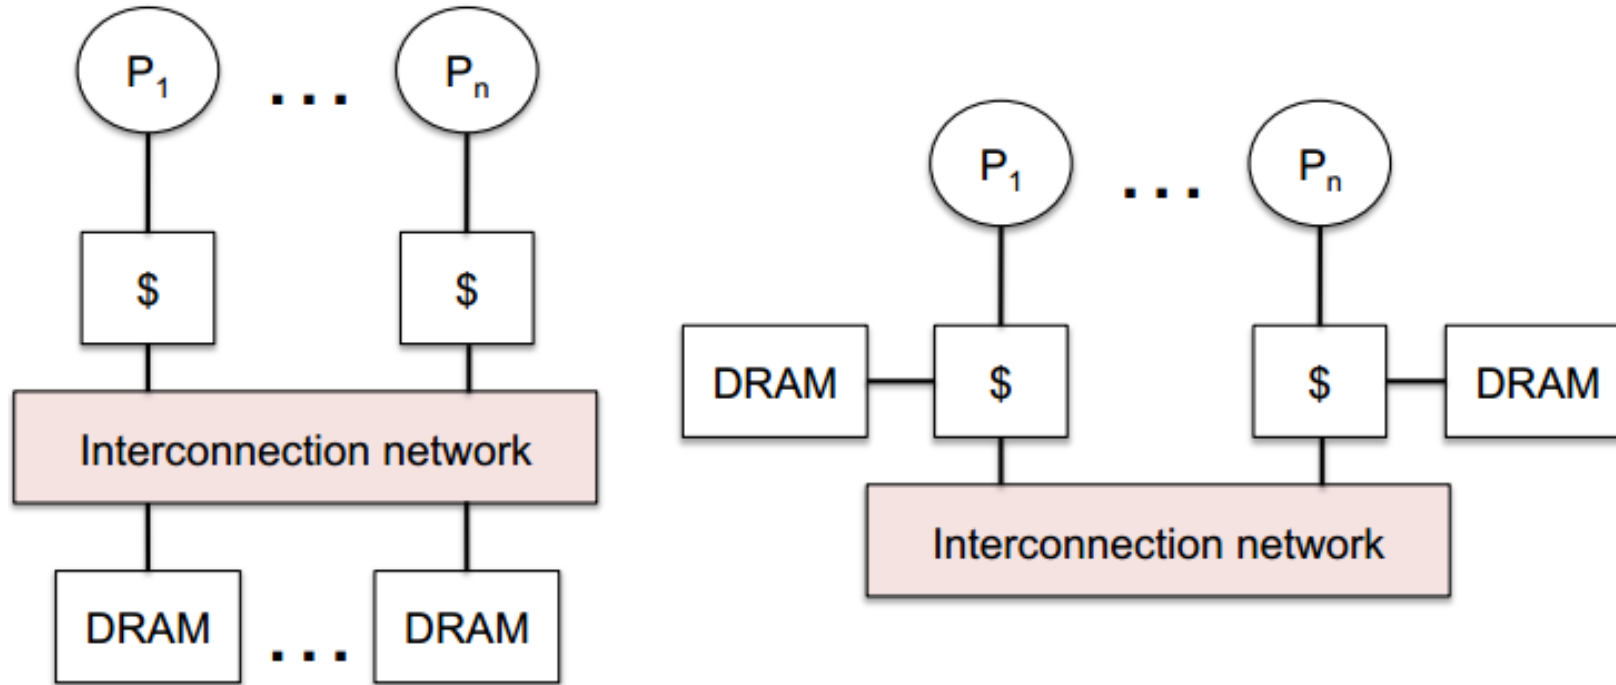 P₁ ... Pₙ
$ $
Interconnection network
DRAM ... DRAM
P₁ ... Pₙ
DRAM $ $ DRAM
Interconnection network